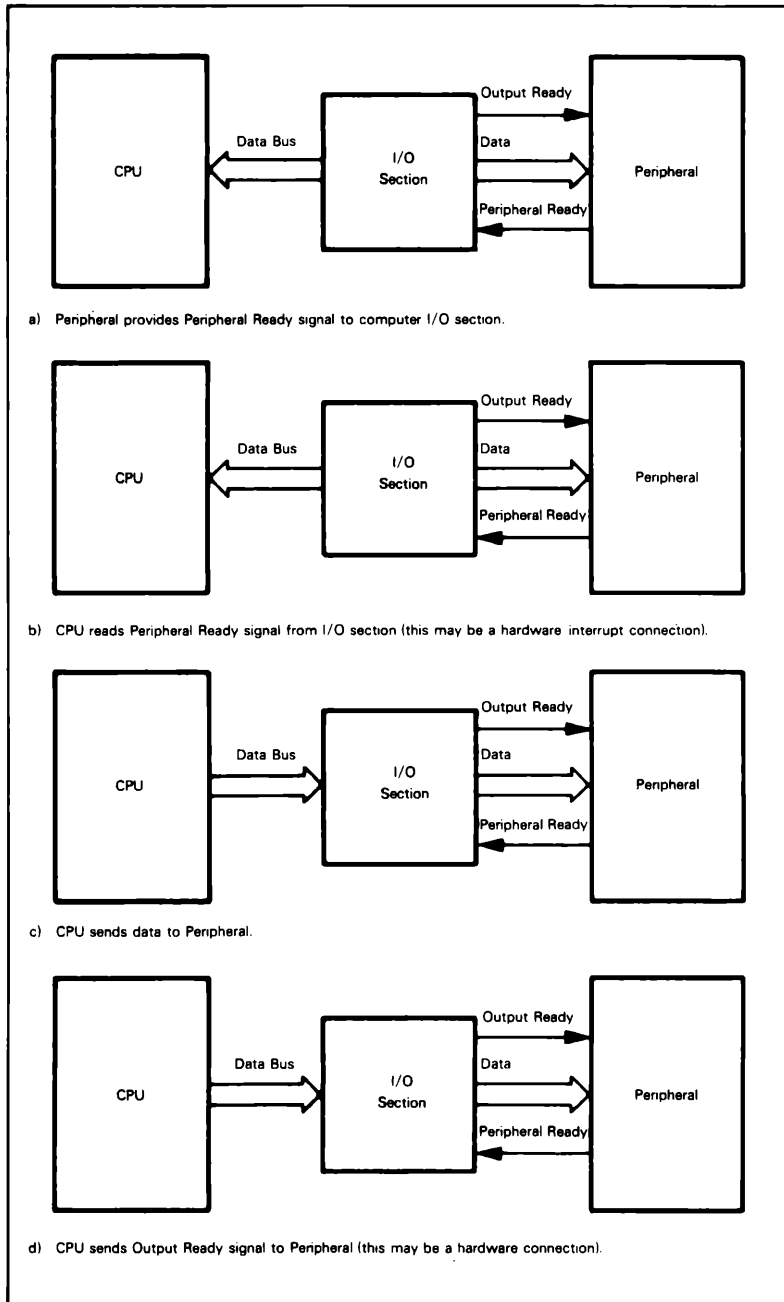 Output Ready
Data Bus
I/O
Section
Data
CPU
Peripheral
Peripheral Ready
a) Peripheral provides Peripheral Ready signal to computer I/O section.
Output Ready
Data Bus
I/O
Section
Data
CPU
Peripheral
Peripheral Ready
b) CPU reads Peripheral Ready signal from I/O section (this may be a hardware interrupt connection).
Output Ready
Data Bus
I/O
Section
Data
CPU
Peripheral
Peripheral Ready
c) CPU sends data to Peripheral.
Output Ready
Data Bus
I/O
Section
Data
CPU
Peripheral
Peripheral Ready
d) CPU sends Output Ready signal to Peripheral (this may be a hardware connection).